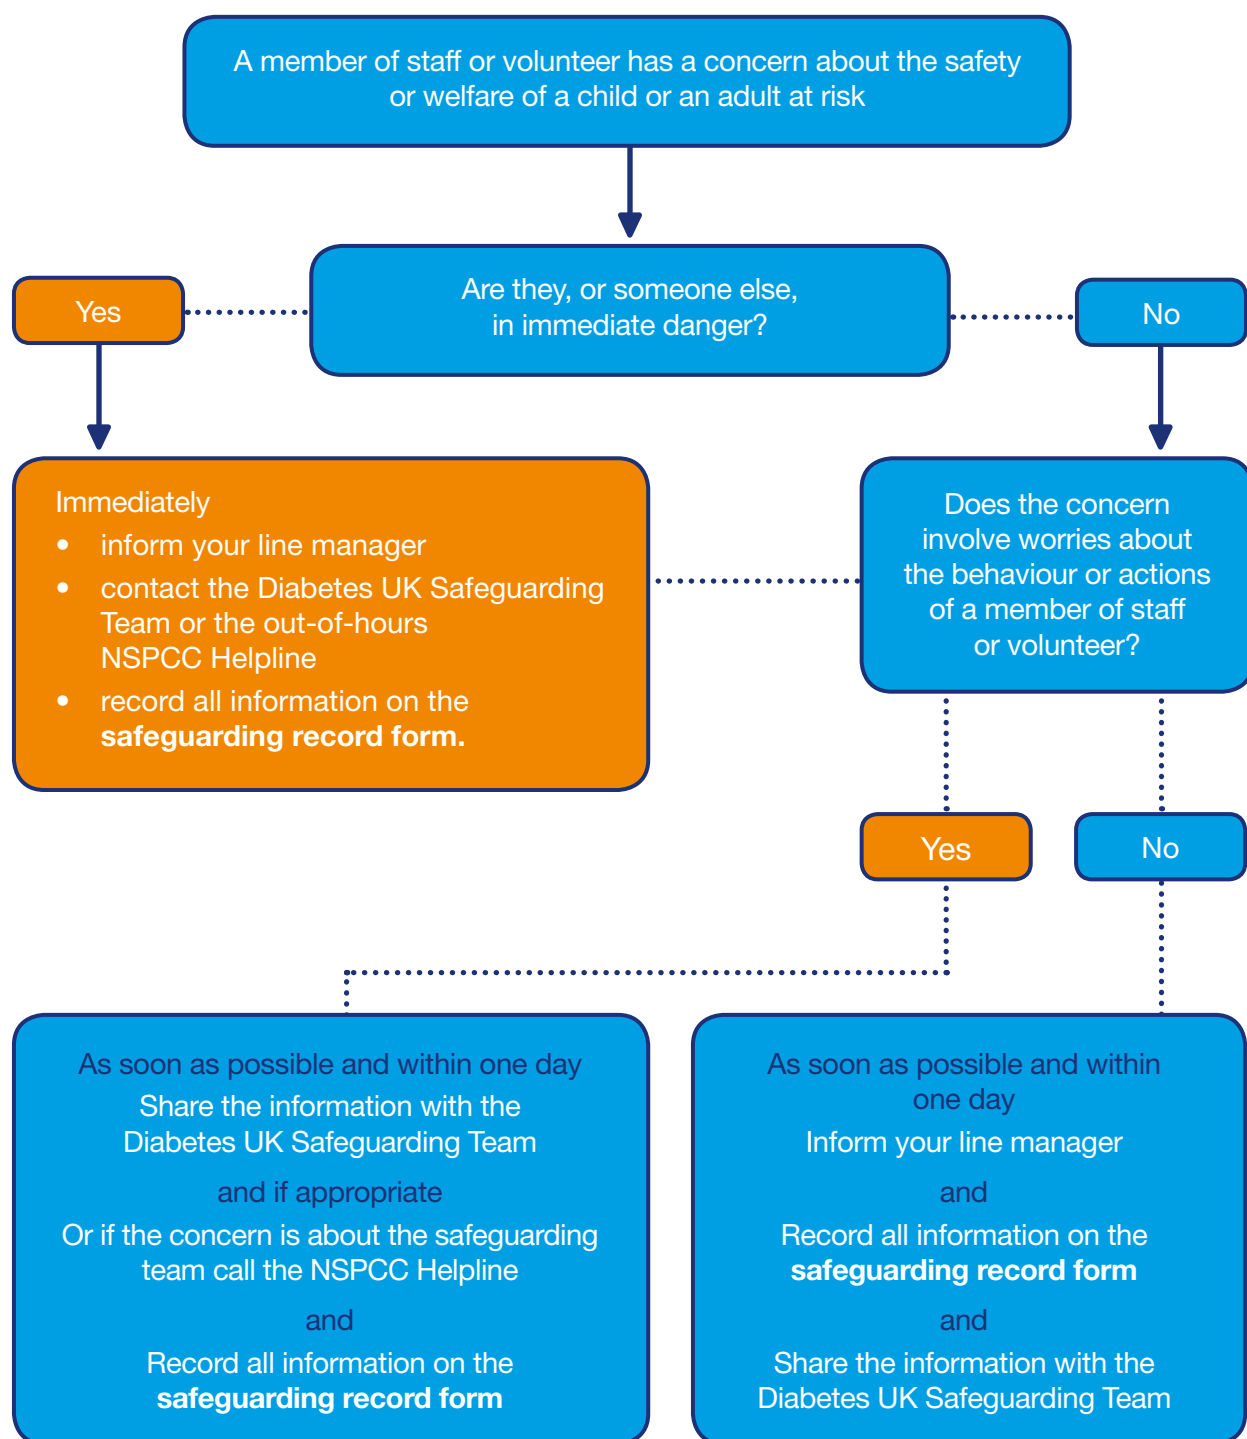 A member of staff or volunteer has a concern about the safety
or welfare of a child or an adult at risk
Are they, or someone else,
in immediate danger?
Yes
No
Immediately
• inform your line manager
• contact the Diabetes UK Safeguarding
Team or the out-of-hours
NSPCC Helpline
• record all information on the
safeguarding record form.
Does the concern
involve worries about
the behaviour or actions
of a member of staff
or volunteer?
Yes
No
As soon as possible and within one day
Share the information with the
Diabetes UK Safeguarding Team
and if appropriate
Or if the concern is about the safeguarding
team call the NSPCC Helpline
and
Record all information on the
safeguarding record form
As soon as possible and within
one day
Inform your line manager
and
Record all information on the
safeguarding record form
and
Share the information with the
Diabetes UK Safeguarding Team